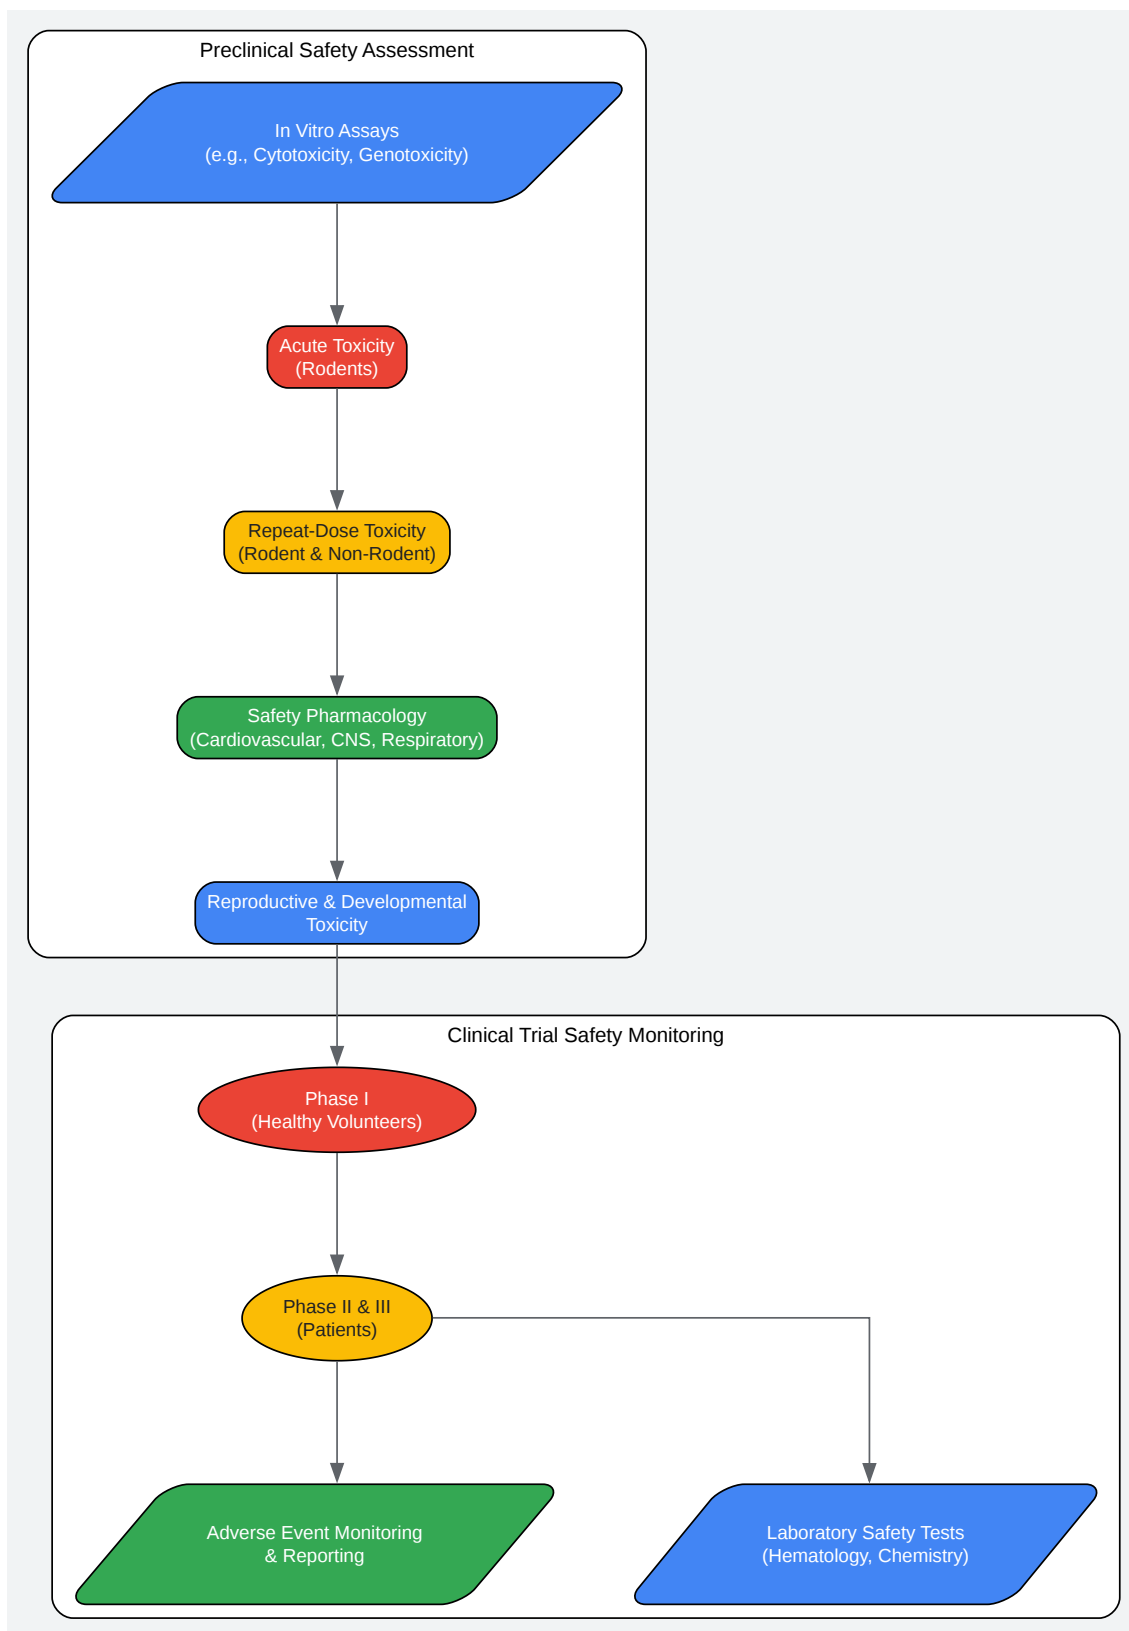 Preclinical Safety Assessment
In Vitro Assays
(e.g., Cytotoxicity, Genotoxicity)
Acute Toxicity
(Rodents)
Repeat-Dose Toxicity
(Rodent & Non-Rodent)
Safety Pharmacology
(Cardiovascular, CNS, Respiratory)
Reproductive & Developmental
Toxicity
Clinical Trial Safety Monitoring
Phase I
(Healthy Volunteers)
Phase II & III
(Patients)
Adverse Event Monitoring
& Reporting
Laboratory Safety Tests
(Hematology, Chemistry)